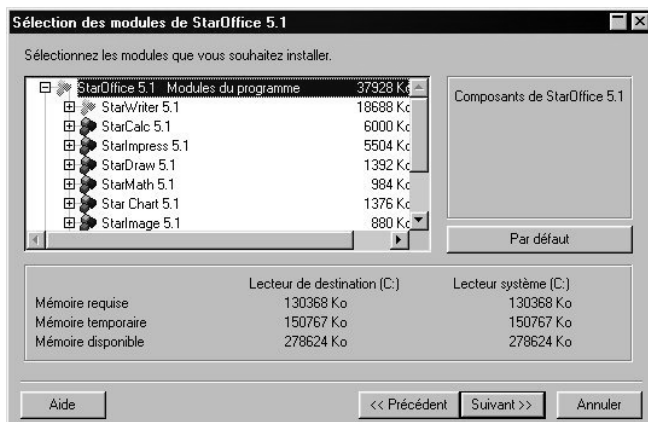 Sélection des modules de StarOffice 5.1
Sélectionnez les modules que vous souhaitez installer.
StarOffice 5.1 Modules du programme 37928 Ko
StarWriter 5.1 18688 Ko
StarCalc 5.1 6000 Ko
StarImpress 5.1 5504 Ko
StarDraw 5.1 1392 Ko
StarMath 5.1 984 Ko
Star Chart 5.1 1376 Ko
StarImage 5.1 880 Ko
Composants de StarOffice 5.1
Par défaut
Lecteur de destination (C:) Lecteur système (C:)
Mémoire requise 130368 Ko 130368 Ko
Mémoire temporaire 150767 Ko 150767 Ko
Mémoire disponible 278624 Ko 278624 Ko
Aide << Précédent Suivant >> Annuler